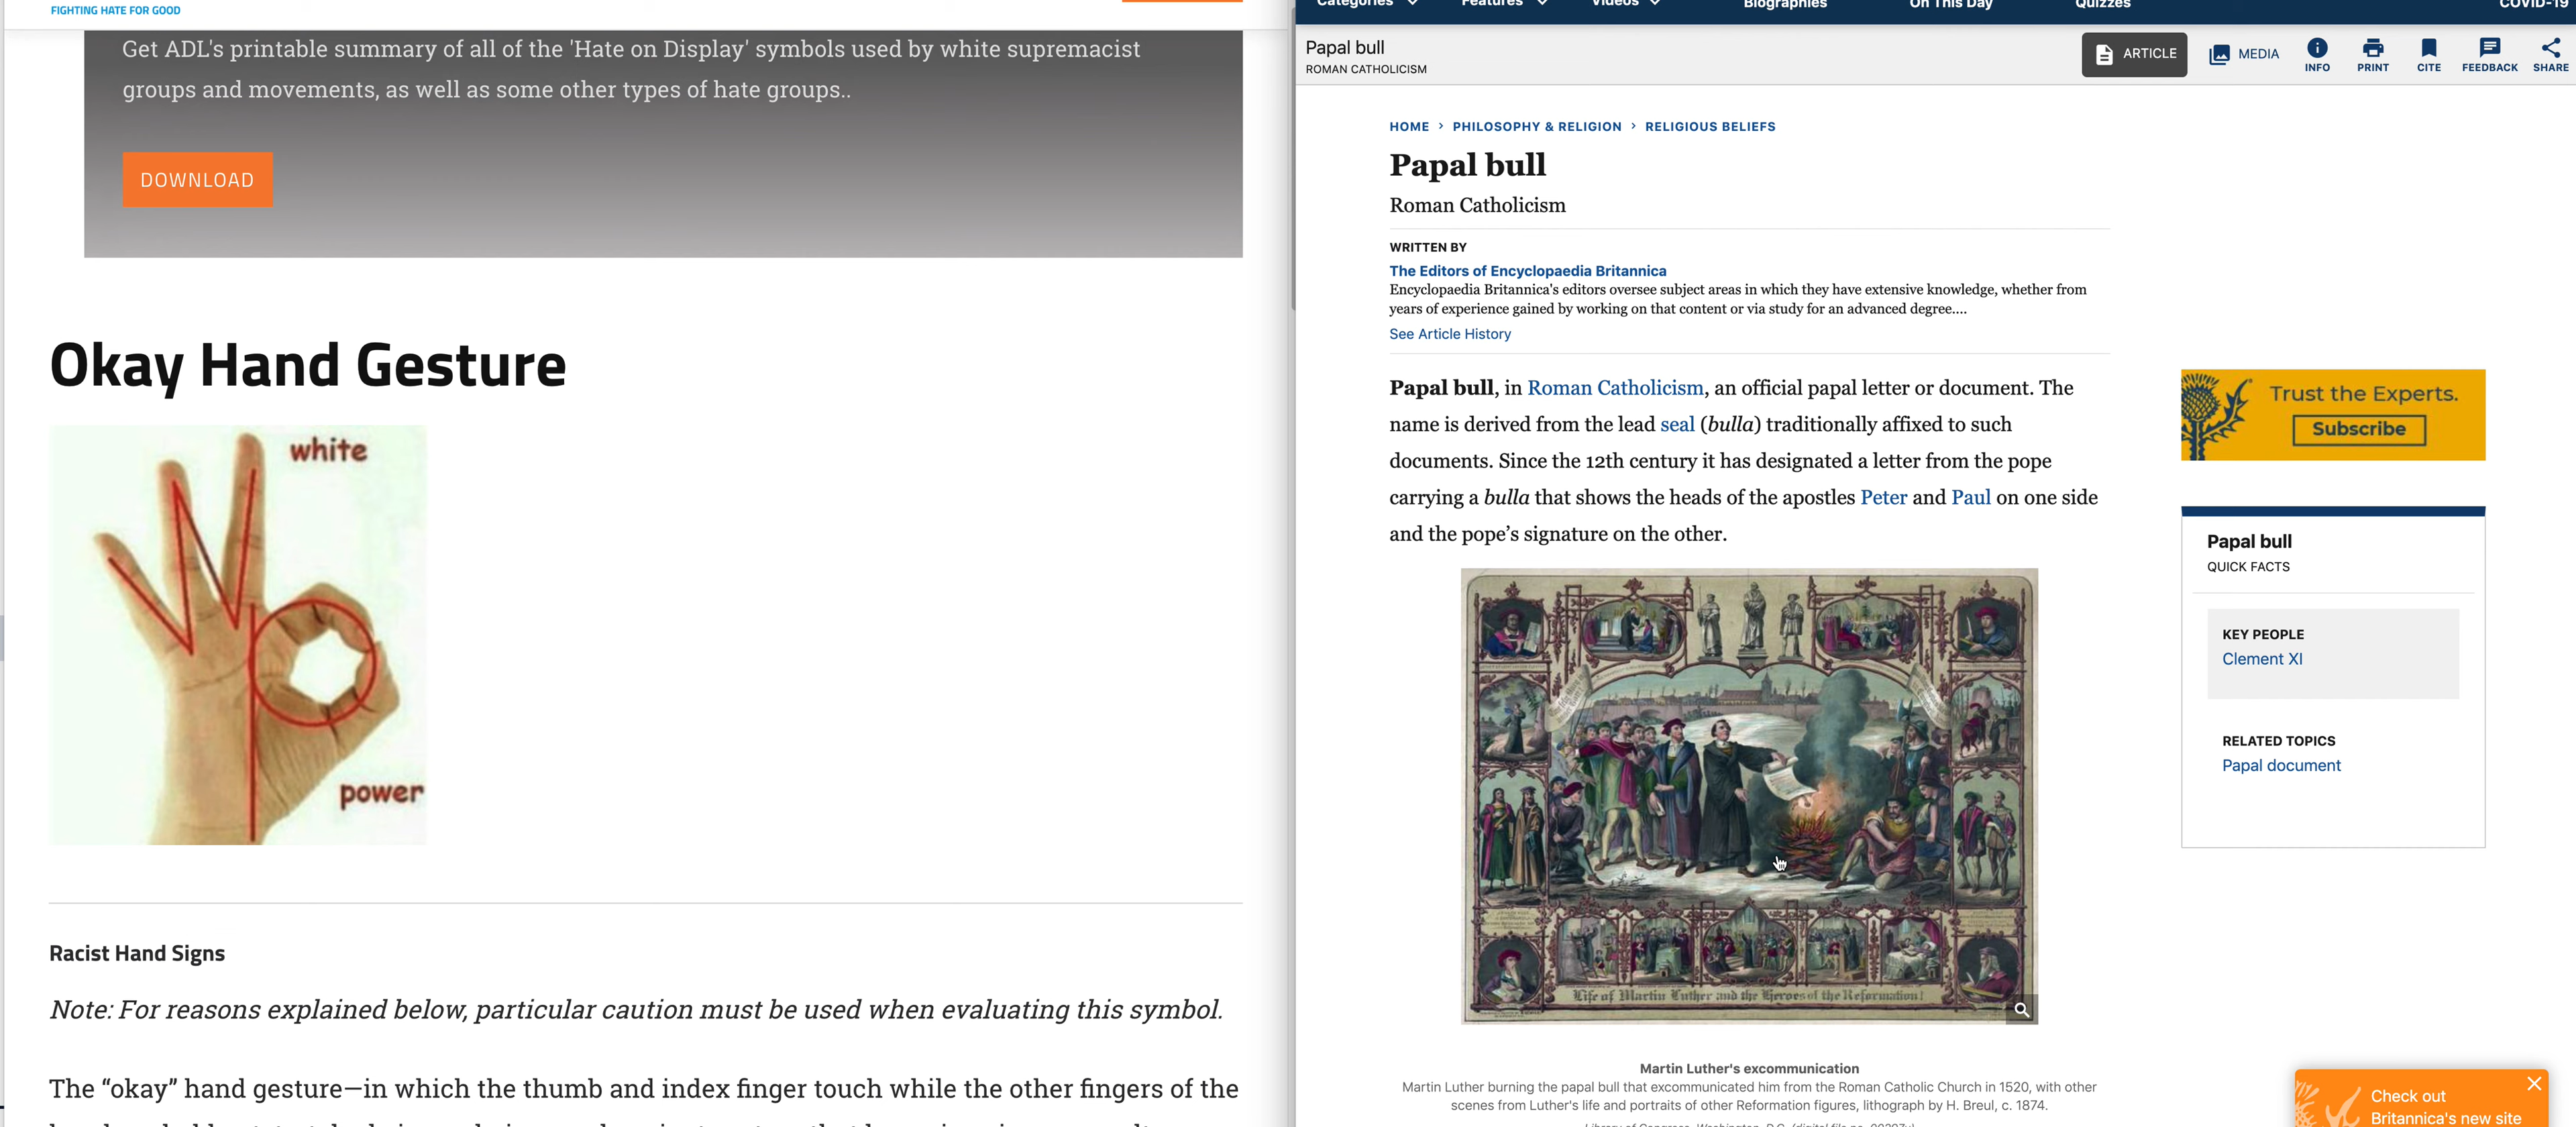 FIGHTING HATE FOR GOOD
Get ADL's printable summary of all of the 'Hate on Display' symbols used by white supremacist
groups and movements, as well as some other types of hate groups..
DOWNLOAD
Okay Hand Gesture
white
power
Racist Hand Signs
Note: For reasons explained below, particular caution must be used when evaluating this symbol.
The “okay” hand gesture—in which the thumb and index finger touch while the other fingers of the
Categories
Features
Videos
Biographies
On This Day
Quizzes
COVID-19
Papal bull
ROMAN CATHOLICISM
ARTICLE
MEDIA
INFO
PRINT
CITE
FEEDBACK
SHARE
HOME > PHILOSOPHY & RELIGION > RELIGIOUS BELIEFS
Papal bull
Roman Catholicism
WRITTEN BY
The Editors of Encyclopaedia Britannica
Encyclopaedia Britannica's editors oversee subject areas in which they have extensive knowledge, whether from
years of experience gained by working on that content or via study for an advanced degree....
See Article History
Papal bull, in Roman Catholicism, an official papal letter or document. The
name is derived from the lead seal (bulla) traditionally affixed to such
documents. Since the 12th century it has designated a letter from the pope
carrying a bulla that shows the heads of the apostles Peter and Paul on one side
and the pope’s signature on the other.
Life of Martin Luther and the Heroes of the Reformation!
Martin Luther's excommunication
Martin Luther burning the papal bull that excommunicated him from the Roman Catholic Church in 1520, with other
scenes from Luther's life and portraits of other Reformation figures, lithograph by H. Breul, c. 1874.
Trust the Experts.
Subscribe
Papal bull
QUICK FACTS
KEY PEOPLE
Clement XI
RELATED TOPICS
Papal document
Check out
Britannica's new site